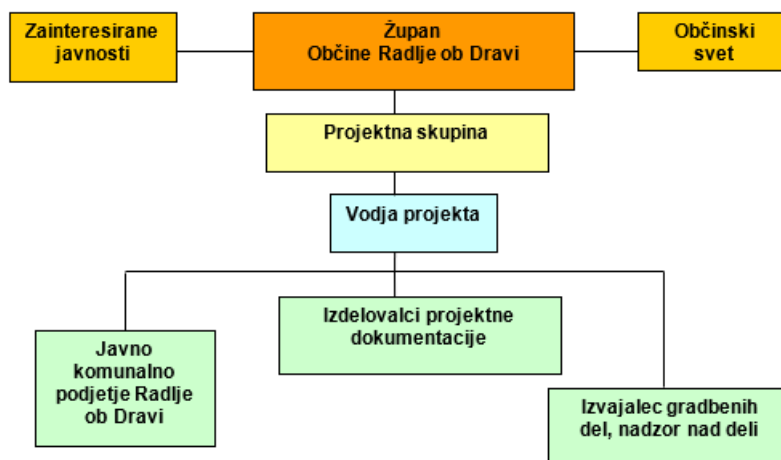 Zainteresirane
javnosti
Župan
Občine Radlje ob Dravi
Občinski
svet
Projektna skupina
Vodja projekta
Javno
komunalno
podjetje Radlje
ob Dravi
Izdelovalci projektne
dokumentacije
Izvajalec gradbenih
del, nadzor nad deli